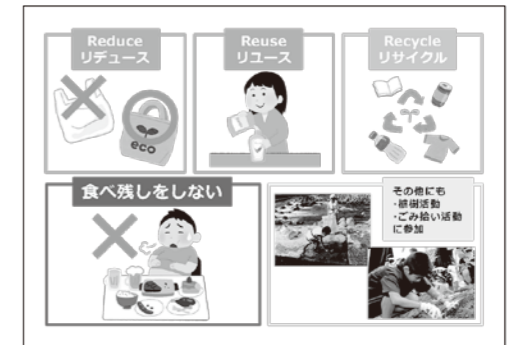 Reduce
リデュース
Reuse
リユース
Recycle
リサイクル
eco
食べ残しをしない
その他にも
・植樹活動
・ごみ拾い活動
に参加